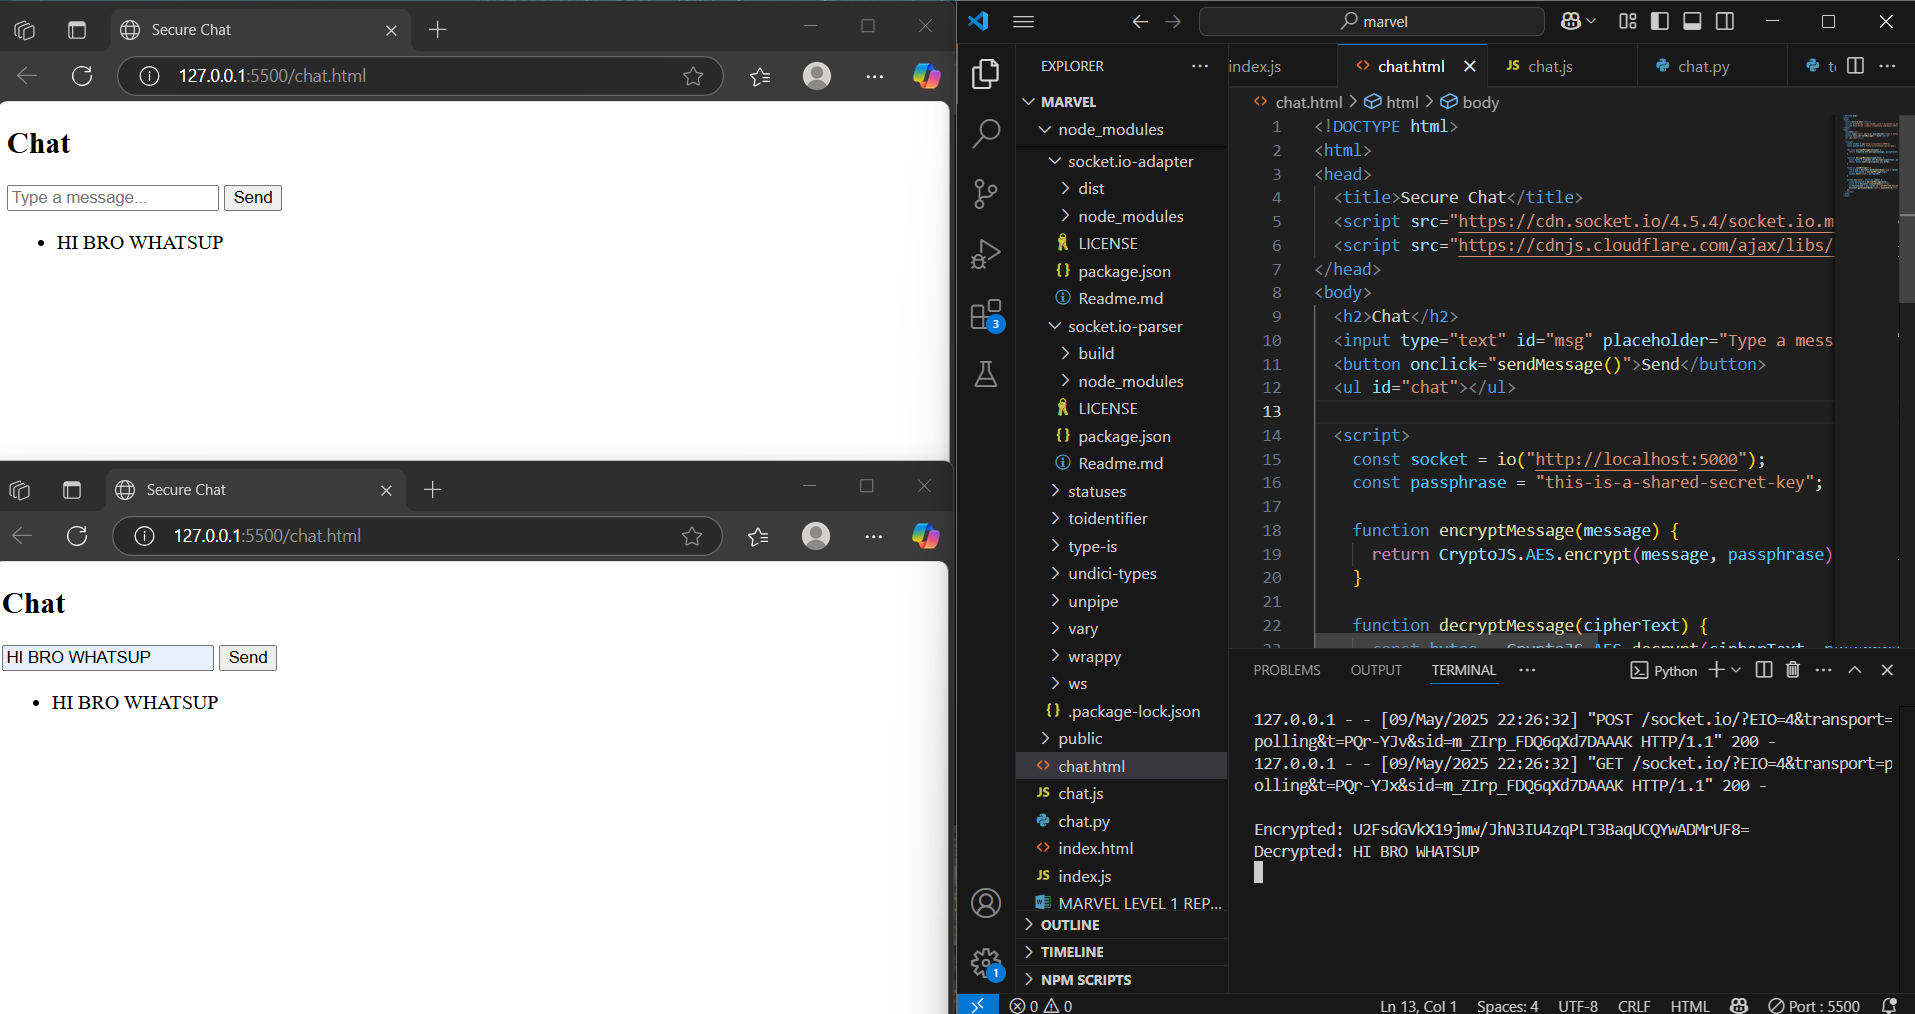 Secure Chat
127.0.0.1:5500/chat.html
Chat
Type a message... Send
• HI BRO WHATSUP
Secure Chat
127.0.0.1:5500/chat.html
Chat
HI BRO WHATSUP Send
• HI BRO WHATSUP
marvel
EXPLORER
MARVEL
node_modules
socket.io-adapter
dist
node_modules
LICENSE
{} package.json
Readme.md
socket.io-parser
build
node_modules
LICENSE
{} package.json
Readme.md
statuses
toidentifier
type-is
undici-types
unpipe
vary
wrappy
ws
{} .package-lock.json
public
<> chat.html
JS chat.js
chat.py
<> index.html
JS index.js
MARVEL LEVEL 1 REP...
OUTLINE
TIMELINE
NPM SCRIPTS
3
1
index.js <> chat.html JS chat.js chat.py t
<> chat.html > html > body
1 <!DOCTYPE html>
2 <html>
3 <head>
4 <title>Secure Chat</title>
5 <script src="https://cdn.socket.io/4.5.4/socket.io.m
6 <script src="https://cdnjs.cloudflare.com/ajax/libs/
7 </head>
8 <body>
9 <h2>Chat</h2>
10 <input type="text" id="msg" placeholder="Type a mess
11 <button onclick="sendMessage()">Send</button>
12 <ul id="chat"></ul>
13
14 <script>
15 const socket = io("http://localhost:5000");
16 const passphrase = "this-is-a-shared-secret-key";
17
18 function encryptMessage(message) {
19 return CryptoJS.AES.encrypt(message, passphrase)
20 }
21
22 function decryptMessage(cipherText) {
23 const bytes = CryptoJS.AES.decrypt(cipherText,
PROBLEMS OUTPUT TERMINAL Python
127.0.0.1 - - [09/May/2025 22:26:32] "POST /socket.io/?EIO=4&transport=
polling&t=PQr-YJv&sid=m_ZIrp_FDQ6qXd7DAAAK HTTP/1.1" 200 -
127.0.0.1 - - [09/May/2025 22:26:32] "GET /socket.io/?EIO=4&transport=p
olling&t=PQr-YJx&sid=m_ZIrp_FDQ6qXd7DAAAK HTTP/1.1" 200 -
Encrypted: U2FsdGVkX19jmw/JhN3IU4zqPLT3BaqUCQYwADMrUF8=
Decrypted: HI BRO WHATSUP
0 0 Ln 13, Col 1 Spaces: 4 UTF-8 CRLF HTML Port : 5500